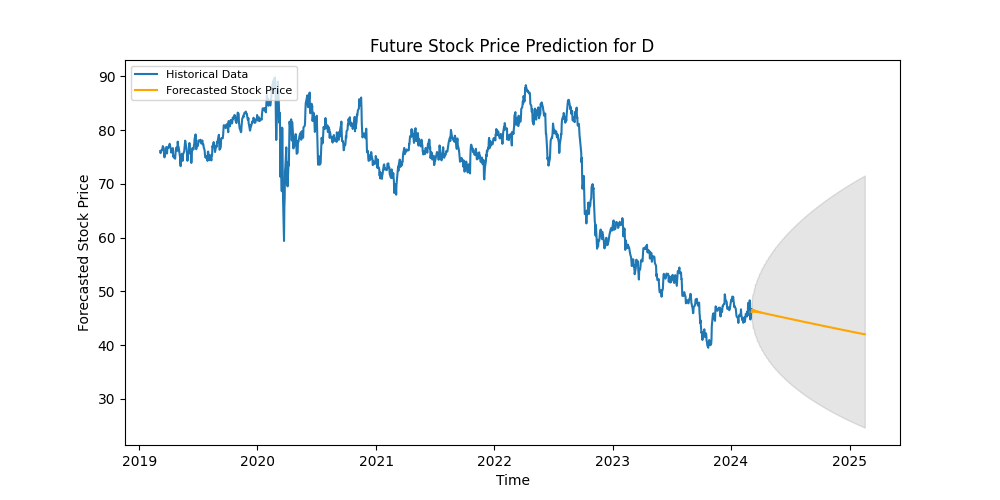 Future Stock Price Prediction for D
Historical Data
Forecasted Stock Price
Forecasted Stock Price
90
80
70
60
50
40
30
2019
2020
2021
2022
2023
2024
2025
Time